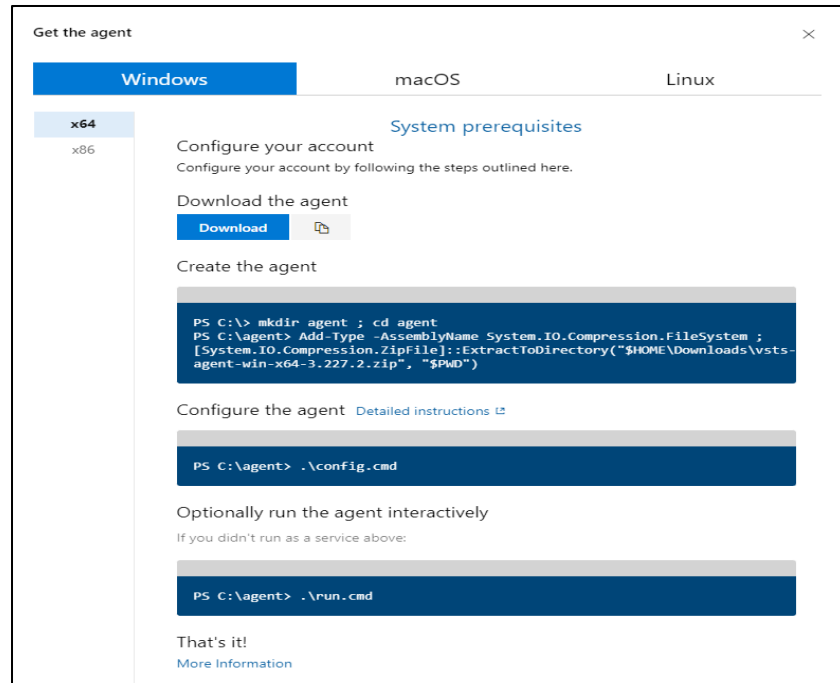 Get the agent
Windows
macOS
Linux
x64
x86
System prerequisites
Configure your account
Configure your account by following the steps outlined here.
Download the agent
Download
Create the agent
PS C:\> mkdir agent ; cd agent
PS C:\agent> Add-Type -AssemblyName System.IO.Compression.FileSystem ;
[System.IO.Compression.ZipFile]::ExtractToDirectory("$HOME\Downloads\vsts-
agent-win-x64-3.227.2.zip", "$PWD")
Configure the agent Detailed instructions
PS C:\agent> .\config.cmd
Optionally run the agent interactively
If you didn't run as a service above:
PS C:\agent> .\run.cmd
That's it!
More Information